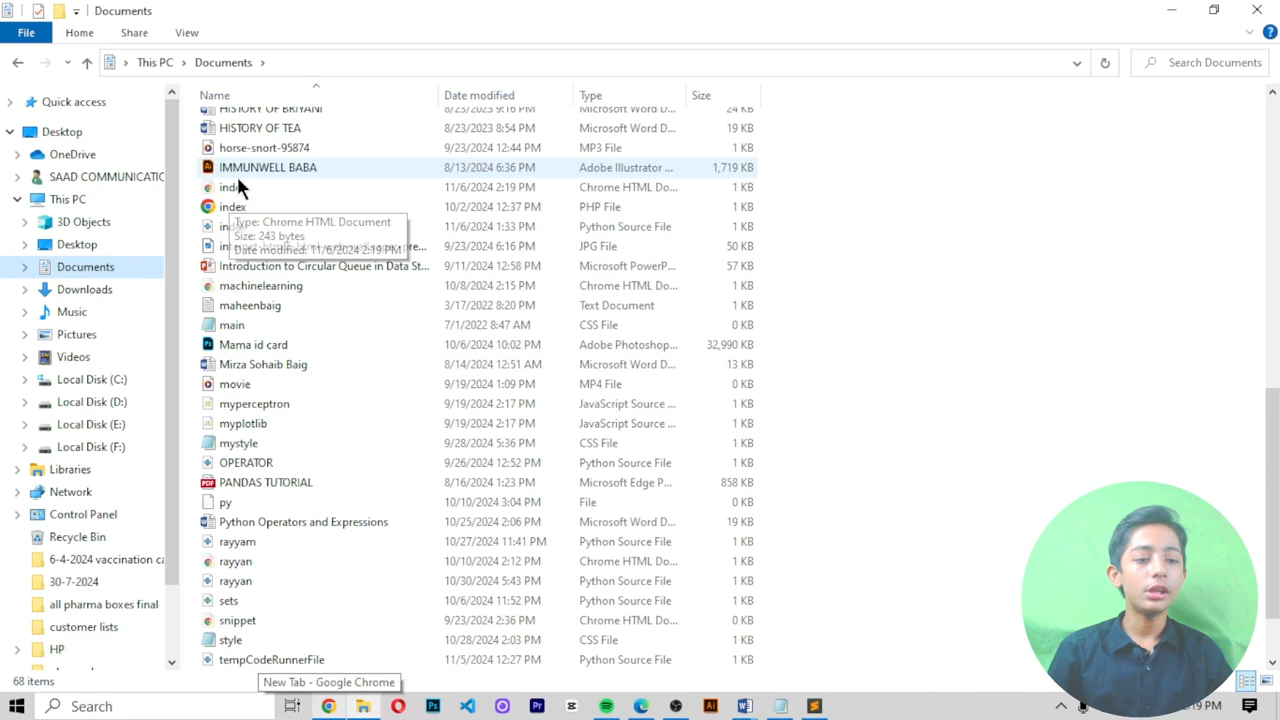 Documents
File
Home
Share
View
This PC
Documents
Search Documents
Name
Date modified
Type
Size
Quick access
Desktop
OneDrive
SAAD COMMUNICATIO
This PC
3D Objects
Desktop
Documents
Downloads
Music
Pictures
Videos
Local Disk (C:)
Local Disk (D:)
Local Disk (E:)
Local Disk (F:)
Libraries
Network
Control Panel
Recycle Bin
6-4-2024 vaccination ca
30-7-2024
all pharma boxes final
customer lists
HP
HISTORY OF BRIYANI 8/23/2023 9:16 PM Microsoft Word D... 24 KB
HISTORY OF TEA 8/23/2022 8:54 PM Microsoft Word D... 19 KB
horse-snort-95874 9/23/2024 12:44 PM MP3 File 1 KB
IMMUNWELL BABA 8/13/2024 6:36 PM Adobe Illustrator ... 1,719 KB
11/6/2024 2:19 PM Chrome HTML Do... 1 KB
index 10/2/2024 12:37 PM PHP File 1 KB
11/6/2024 1:33 PM Python Source File 1 KB
9/23/2024 6:16 PM JPG File 50 KB
Type: Chrome HTML Document
Size: 243 bytes
Date modified: 11/6/2024 2:19 PM
Introduction to Circular Queue in Data St... 9/11/2024 12:58 PM Microsoft PowerP... 57 KB
machinelearning 10/8/2024 2:15 PM Chrome HTML Do... 1 KB
maheenbaig 3/17/2022 8:20 PM Text Document 1 KB
main 7/1/2022 8:47 AM CSS File 0 KB
Mama id card 10/6/2024 10:02 PM Adobe Photoshop... 32,990 KB
Mirza Sohaib Baig 8/14/2024 12:51 AM Microsoft Word D... 13 KB
movie 9/19/2024 1:09 PM MP4 File 0 KB
myperceptron 9/19/2024 2:17 PM JavaScript Source ... 1 KB
myplotlib 9/19/2024 2:17 PM JavaScript Source ... 1 KB
mystyle 9/28/2024 5:36 PM CSS File 1 KB
OPERATOR 9/26/2024 12:52 PM Python Source File 1 KB
PANDAS TUTORIAL 8/16/2024 1:23 PM Microsoft Edge P... 858 KB
py 10/10/2024 3:04 PM File 0 KB
Python Operators and Expressions 10/25/2024 2:06 PM Microsoft Word D... 19 KB
rayyam 10/27/2024 11:41 PM Python Source File 1 KB
rayyan 10/10/2024 2:12 PM Chrome HTML Do... 1 KB
rayyan 10/30/2024 5:43 PM Python Source File 1 KB
sets 10/6/2024 11:52 PM Python Source File 1 KB
snippet 9/23/2024 2:36 PM Chrome HTML Do... 0 KB
style 10/28/2024 2:03 PM CSS File 1 KB
tempCodeRunnerFile 11/5/2024 12:27 PM Python Source File 1 KB
68 items
New Tab - Google Chrome
Search